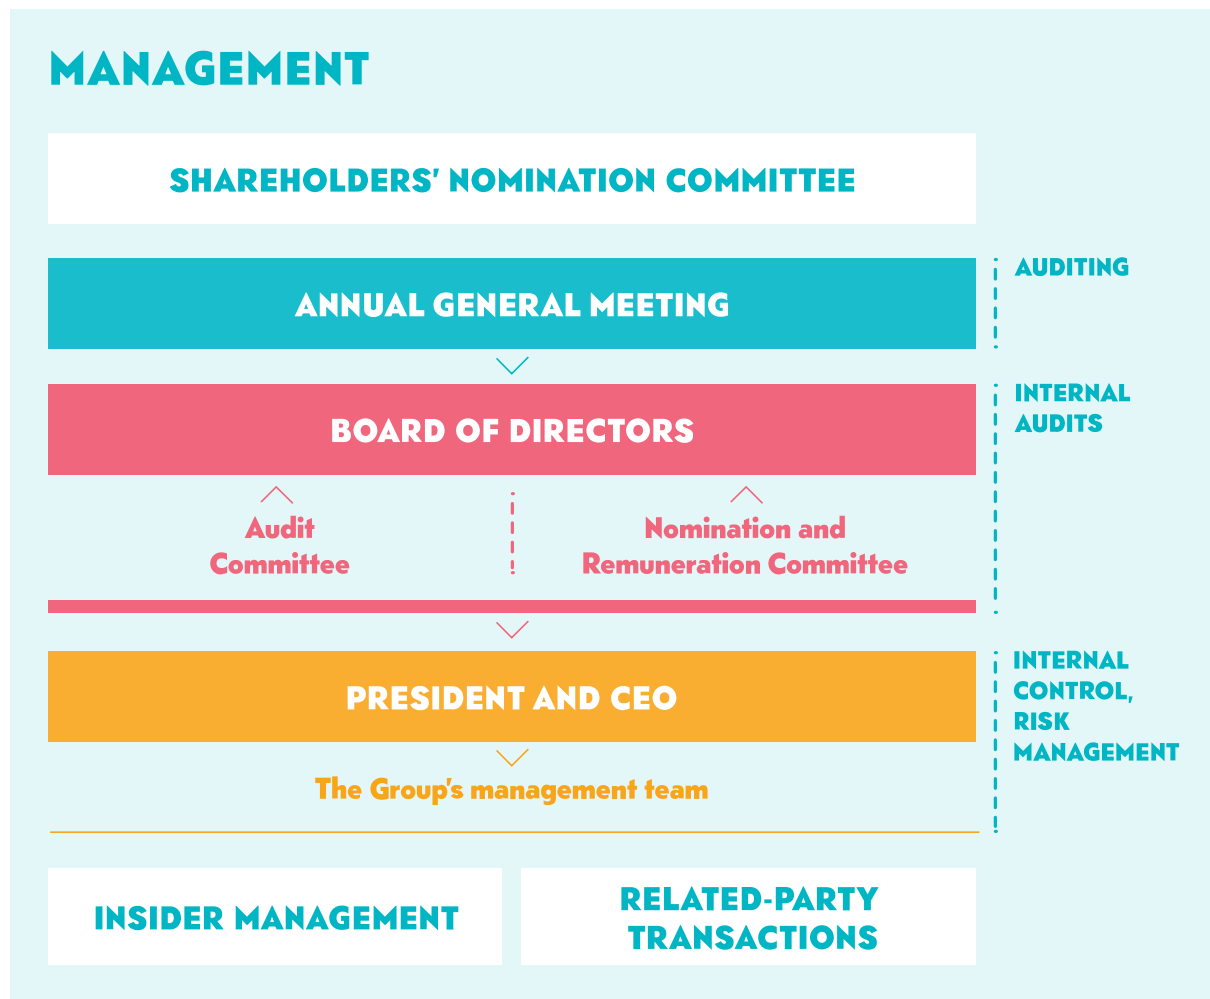 MANAGEMENT
SHAREHOLDERS' NOMINATION COMMITTEE
ANNUAL GENERAL MEETING
AUDITING
BOARD OF DIRECTORS
INTERNAL
AUDITS
Audit
Committee
Nomination and
Remuneration Committee
PRESIDENT AND CEO
The Group's management team
INTERNAL
CONTROL,
RISK
MANAGEMENT
INSIDER MANAGEMENT
RELATED-PARTY
TRANSACTIONS